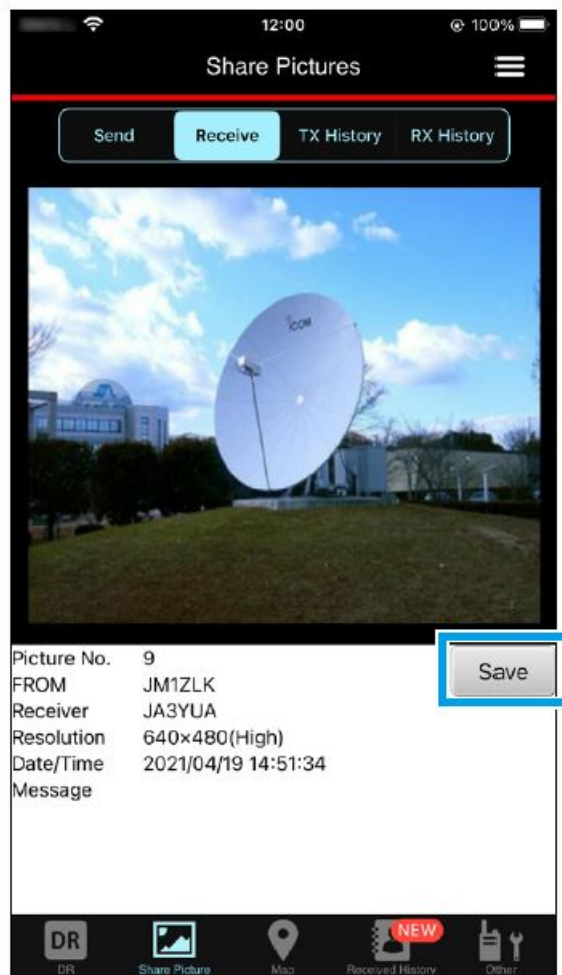 12:00 100%
Share Pictures
Send Receive TX History RX History
ICOM
Picture No. 9
Save
FROM JM1ZLK
Receiver JA3YUA
Resolution 640×480(High)
Date/Time 2021/04/19 14:51:34
Message
NEW
DR
DR Share Picture Map Received History Other